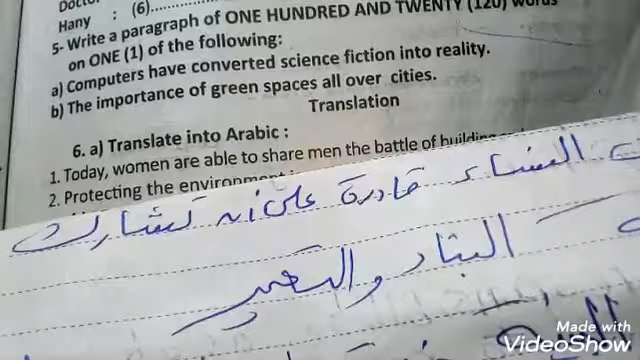 Doctor
Hany : (6)..................
5- Write a paragraph of ONE HUNDRED AND TWENTY (120) words
on ONE (1) of the following:
a) Computers have converted science fiction into reality.
b) The importance of green spaces all over cities.
Translation
6. a) Translate into Arabic :
1. Today, women are able to share men the battle of building
2. Protecting the environment
النساء قادرة على أن تشارك
البناء والتعمير
Made with
VideoShow